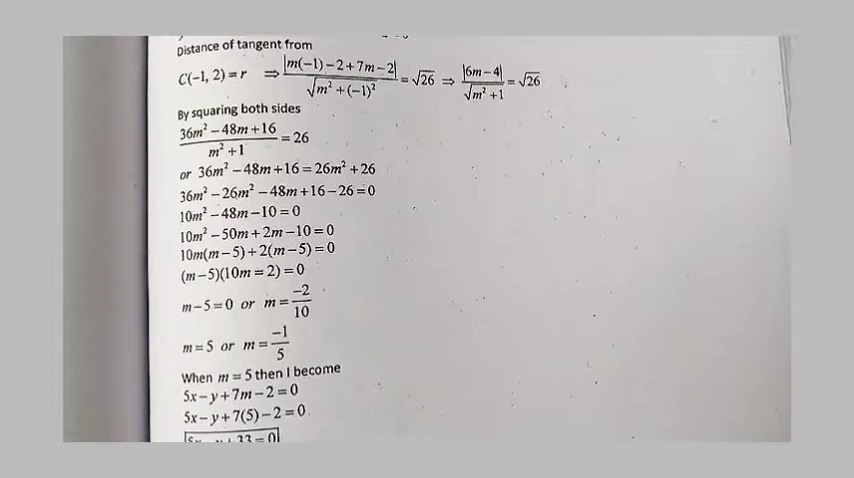 Distance of tangent from
C(−1, 2) = r ⇒ |m(−1) − 2 + 7m − 2| / √(m² + (−1)²) = √26 ⇒ |6m − 4| / √(m² + 1) = √26
By squaring both sides
(36m² − 48m + 16) / (m² + 1) = 26
or 36m² − 48m + 16 = 26m² + 26
36m² − 26m² − 48m + 16 − 26 = 0
10m² − 48m − 10 = 0
10m² − 50m + 2m − 10 = 0
10m(m − 5) + 2(m − 5) = 0
(m − 5)(10m = 2) = 0
m − 5 = 0 or m = −2/10
m = 5 or m = −1/5
When m = 5 then I become
5x − y + 7m − 2 = 0
5x − y + 7(5) − 2 = 0
33 = 0